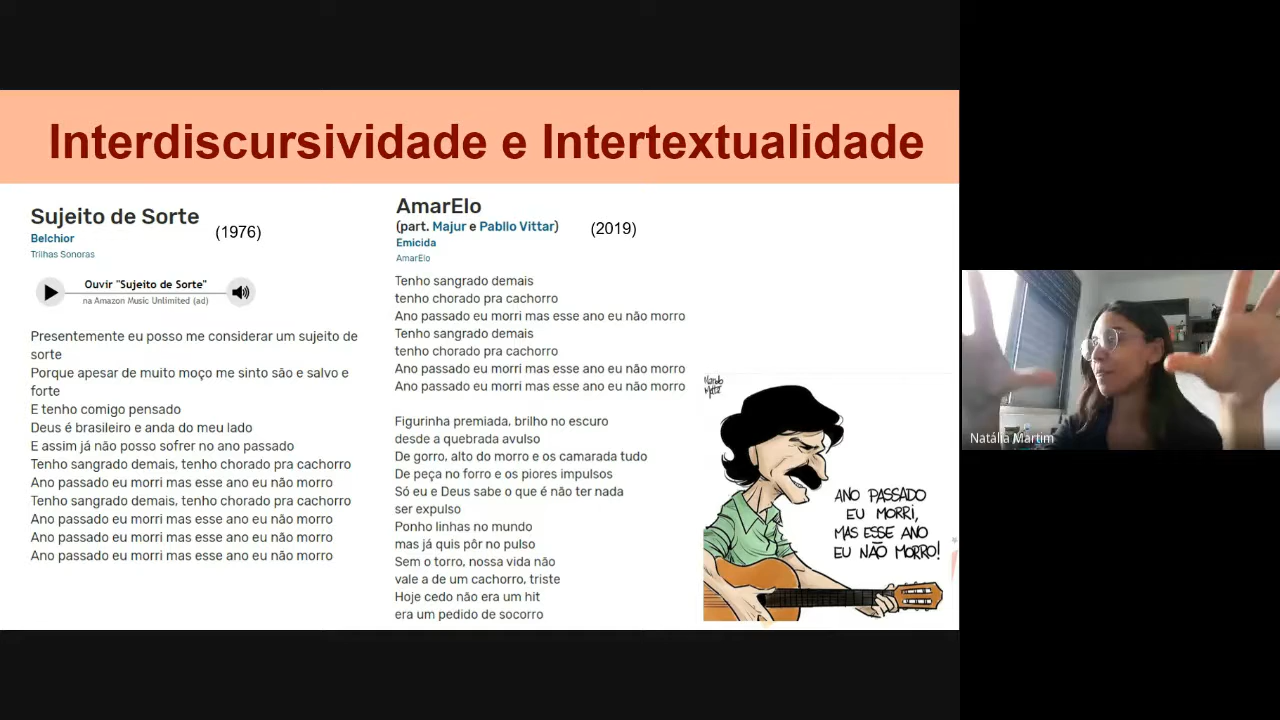 Interdiscursividade e Intertextualidade
Sujeito de Sorte
(1976)
Belchior
Trilhas Sonoras
Ouvir "Sujeito de Sorte"
na Amazon Music Unlimited (ad)
Presentemente eu posso me considerar um sujeito de
sorte
Porque apesar de muito moço me sinto são e salvo e
forte
E tenho comigo pensado
Deus é brasileiro e anda do meu lado
E assim já não posso sofrer no ano passado
Tenho sangrado demais, tenho chorado pra cachorro
Ano passado eu morri mas esse ano eu não morro
Tenho sangrado demais, tenho chorado pra cachorro
Ano passado eu morri mas esse ano eu não morro
Ano passado eu morri mas esse ano eu não morro
Ano passado eu morri mas esse ano eu não morro
AmarElo
(part. Majur e Pabllo Vittar)
(2019)
Emicida
AmarElo
Tenho sangrado demais
tenho chorado pra cachorro
Ano passado eu morri mas esse ano eu não morro
Tenho sangrado demais
tenho chorado pra cachorro
Ano passado eu morri mas esse ano eu não morro
Ano passado eu morri mas esse ano eu não morro
Figurinha premiada, brilho no escuro
desde a quebrada avulso
De gorro, alto do morro e os camarada tudo
De peça no forro e os piores impulsos
Só eu e Deus sabe o que é não ter nada
ser expulso
Ponho linhas no mundo
mas já quis pôr no pulso
Sem o torro, nossa vida não
vale a de um cachorro, triste
Hoje cedo não era um hit
era um pedido de socorro
ANO PASSADO
EU MORRI,
MAS ESSE ANO
EU NÃO MORRO!
Natália Martim